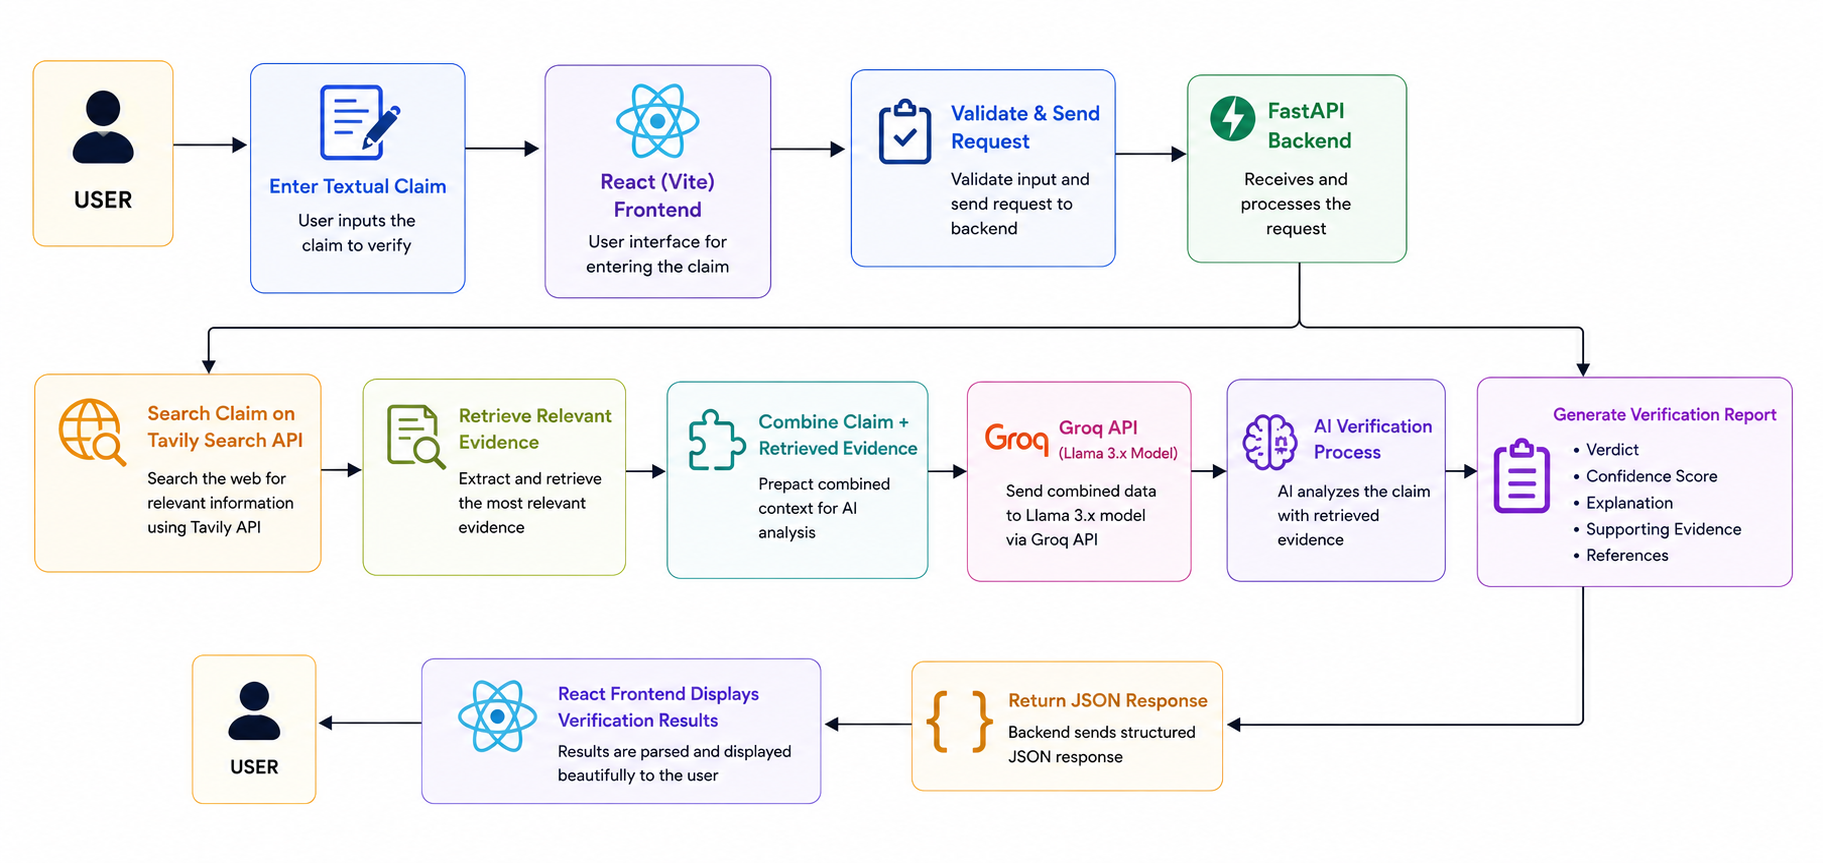 USER
Enter Textual Claim
User inputs the
claim to verify
React (Vite)
Frontend
User interface for
entering the claim
Validate & Send
Request
Validate input and
send request to
backend
FastAPI
Backend
Receives and
processes the
request
Search Claim on
Tavily Search API
Search the web for
relevant information
using Tavily API
Retrieve Relevant
Evidence
Extract and retrieve
the most relevant
evidence
Combine Claim +
Retrieved Evidence
Prepact combined
context for AI
analysis
Groq
Groq API
(Llama 3.x Model)
Send combined data
to Llama 3.x model
via Groq API
AI Verification
Process
AI analyzes the claim
with retrieved
evidence
Generate Verification Report
• Verdict
• Confidence Score
• Explanation
• Supporting Evidence
• References
USER
React Frontend Displays
Verification Results
Results are parsed and displayed
beautifully to the user
{ }
Return JSON Response
Backend sends structured
JSON response